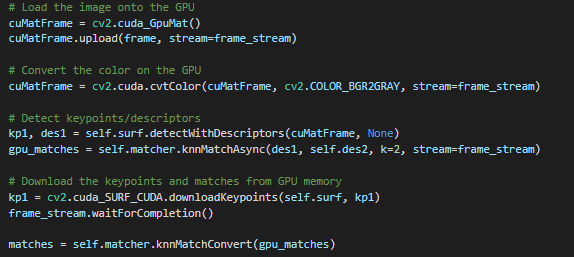 # Load the image onto the GPU
cuMatFrame = cv2.cuda_GpuMat()
cuMatFrame.upload(frame, stream=frame_stream)
# Convert the color on the GPU
cuMatFrame = cv2.cuda.cvtColor(cuMatFrame, cv2.COLOR_BGR2GRAY, stream=frame_stream)
# Detect keypoints/descriptors
kp1, des1 = self.surf.detectWithDescriptors(cuMatFrame, None)
gpu_matches = self.matcher.knnMatchAsync(des1, self.des2, k=2, stream=frame_stream)
# Download the keypoints and matches from GPU memory
kp1 = cv2.cuda_SURF_CUDA.downloadKeypoints(self.surf, kp1)
frame_stream.waitForCompletion()
matches = self.matcher.knnMatchConvert(gpu_matches)